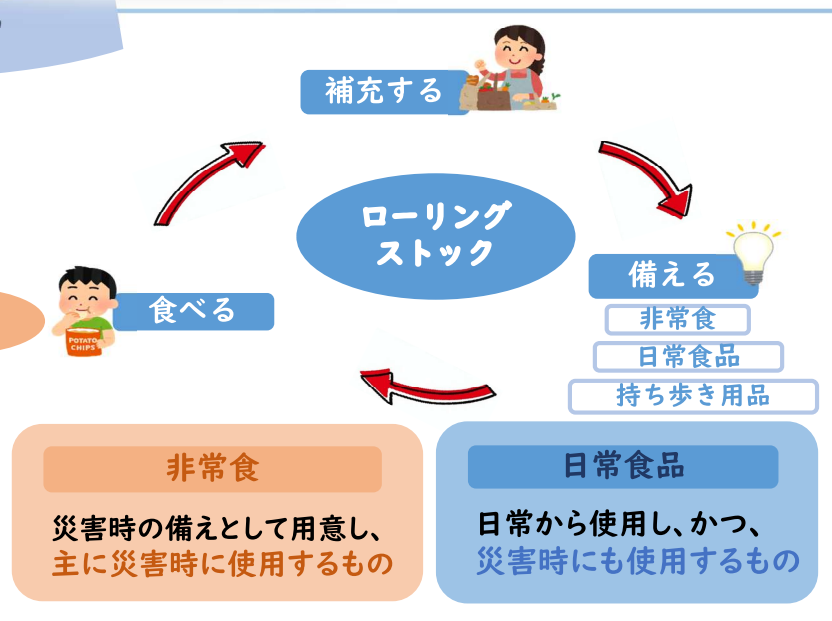 補充する
ローリング
ストック
備える
非常食
日常食品
持ち歩き用品
食べる
POTATO
CHIPS
非常食
災害時の備えとして用意し、
主に災害時に使用するもの
日常食品
日常から使用し、かつ、
災害時にも使用するもの